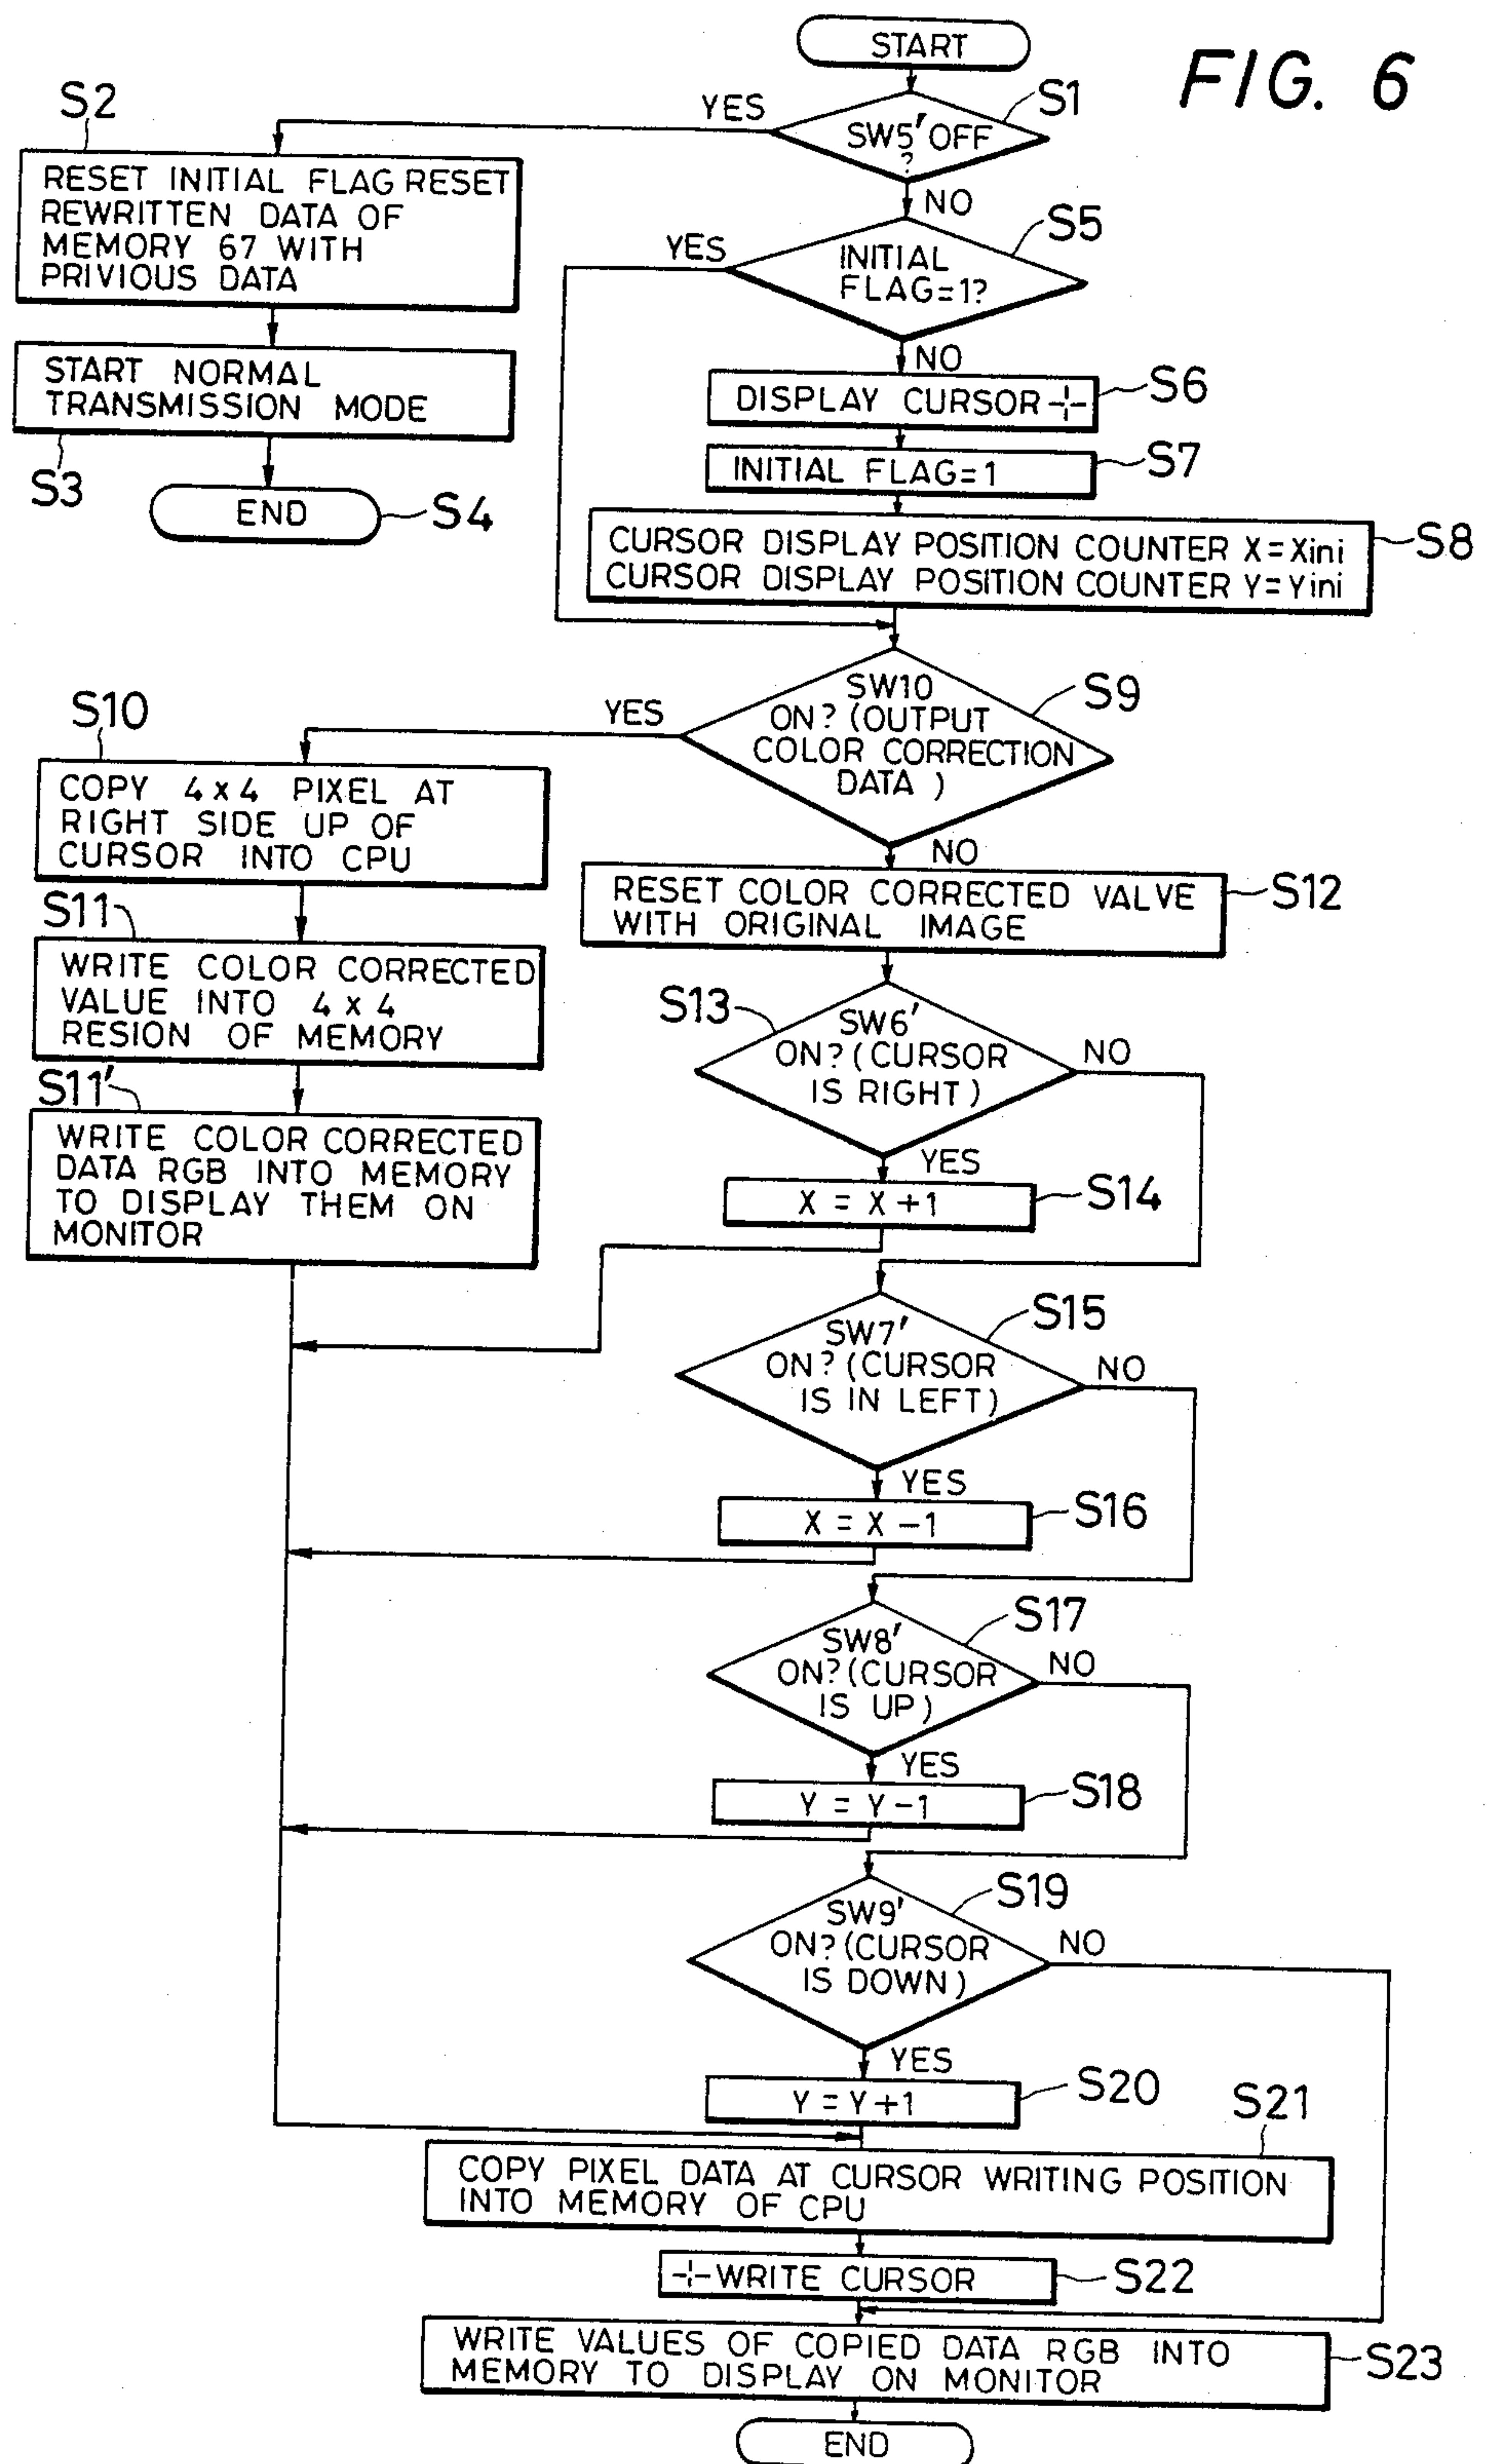 FIG. 6
START
S1
SW5' OFF
?
YES
NO
S2
RESET INITIAL FLAG RESET
REWRITTEN DATA OF
MEMORY 67 WITH
PRIVIOUS DATA
START NORMAL
TRANSMISSION MODE
S3
END
S4
S5
INITIAL
FLAG=1?
YES
NO
DISPLAY CURSOR
S6
INITIAL FLAG=1
S7
CURSOR DISPLAY POSITION COUNTER X=Xini
CURSOR DISPLAY POSITION COUNTER Y=Yini
S8
SW10
ON? (OUTPUT
COLOR CORRECTION
DATA )
S9
YES
NO
S10
COPY 4x4 PIXEL AT
RIGHT SIDE UP OF
CURSOR INTO CPU
S11
WRITE COLOR CORRECTED
VALUE INTO 4x4
RESION OF MEMORY
S11'
WRITE COLOR CORRECTED
DATA RGB INTO MEMORY
TO DISPLAY THEM ON
MONITOR
RESET COLOR CORRECTED VALVE
WITH ORIGINAL IMAGE
S12
S13
SW6'
ON? (CURSOR
IS RIGHT)
NO
YES
X = X +1
S14
S15
SW7'
ON? (CURSOR
IS IN LEFT)
NO
YES
X = X -1
S16
S17
SW8'
ON? (CURSOR
IS UP)
NO
YES
Y = Y-1
S18
S19
SW9'
ON? (CURSOR
IS DOWN)
NO
YES
Y = Y+1
S20
S21
COPY PIXEL DATA AT CURSOR WRITING POSITION
INTO MEMORY OF CPU
WRITE CURSOR
S22
WRITE VALUES OF COPIED DATA RGB INTO
MEMORY TO DISPLAY ON MONITOR
S23
END